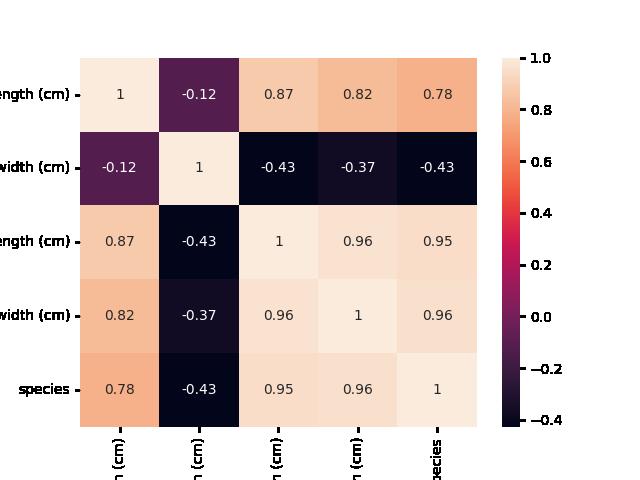 ength (cm) 1 -0.12 0.87 0.82 0.78
width (cm) -0.12 1 -0.43 -0.37 -0.43
ength (cm) 0.87 -0.43 1 0.96 0.95
width (cm) 0.82 -0.37 0.96 1 0.96
species 0.78 -0.43 0.95 0.96 1
(cm) (cm) (cm) (cm) ecies
1.0
0.8
0.6
0.4
0.2
0.0
−0.2
−0.4